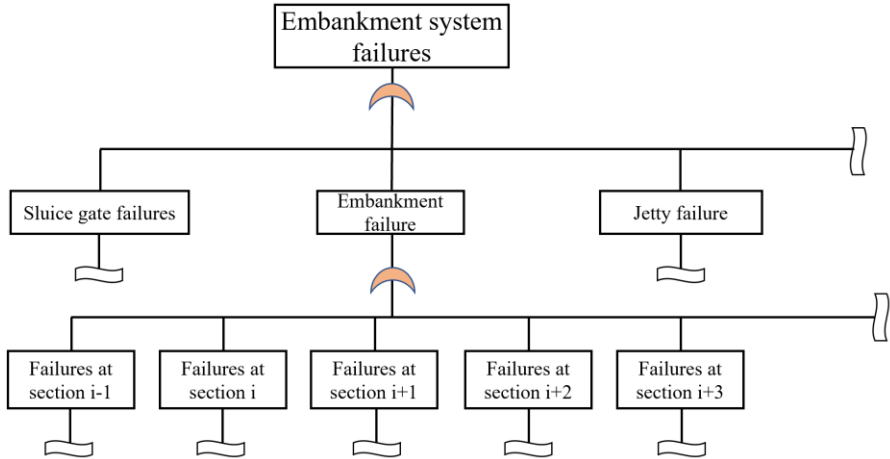 Embankment system
failures
Sluice gate failures
Embankment
failure
Jetty failure
Failures at
section i-1
Failures at
section i
Failures at
section i+1
Failures at
section i+2
Failures at
section i+3